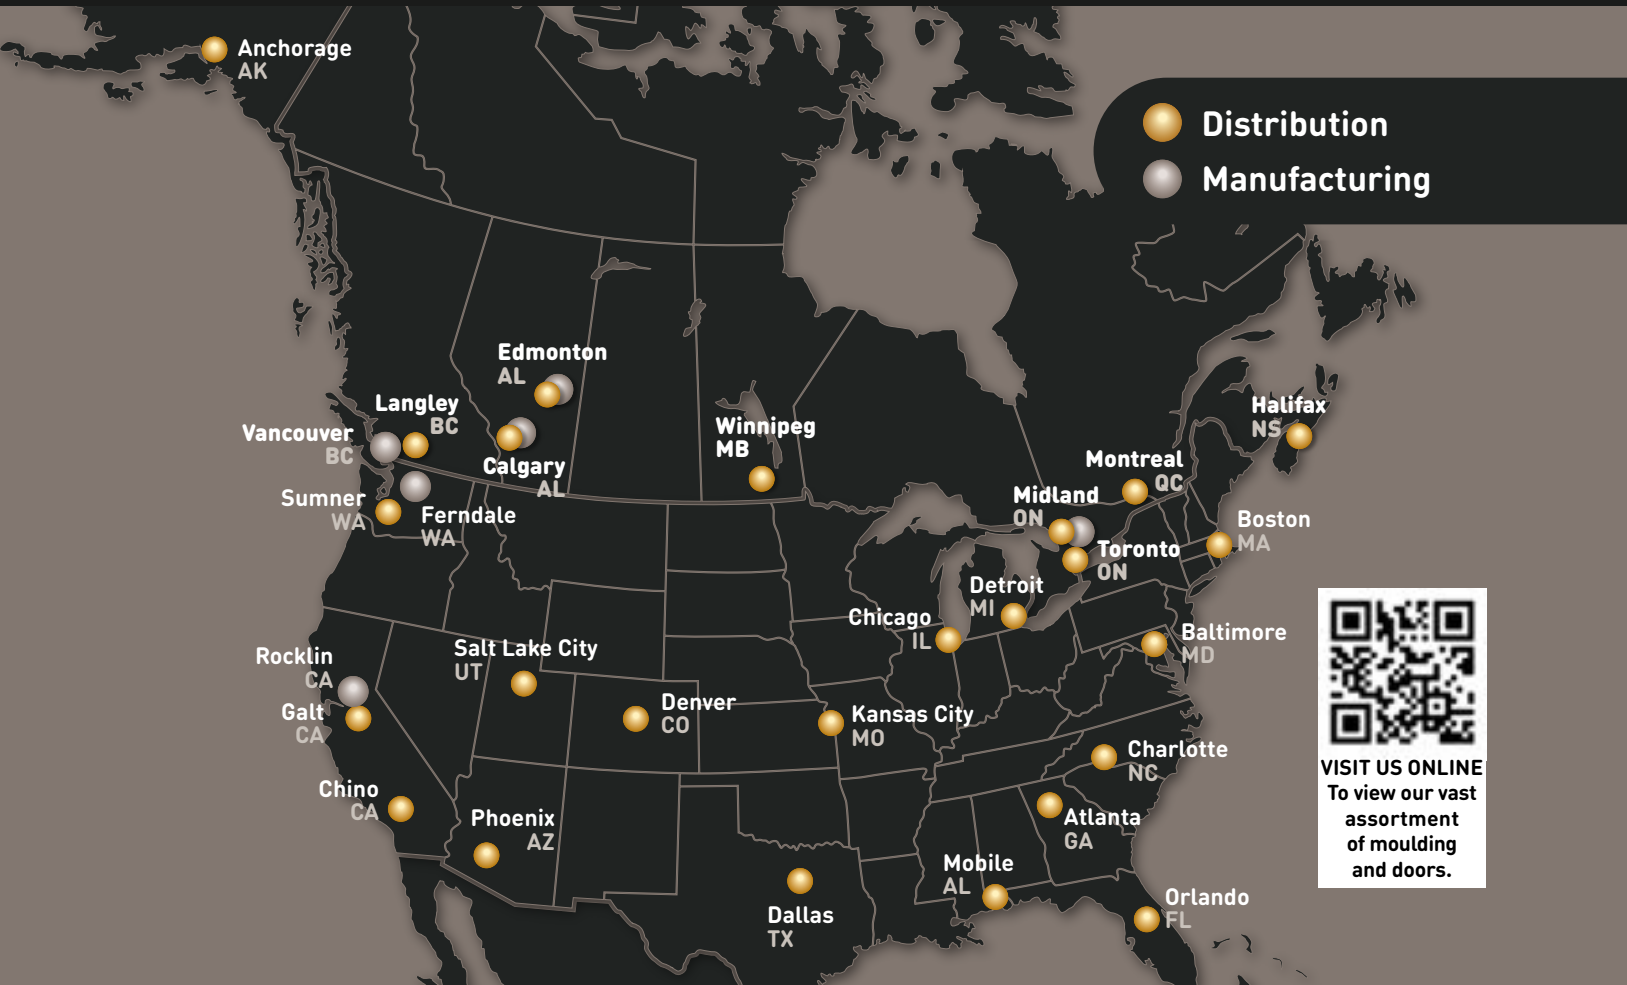 Anchorage
AK
Distribution
Manufacturing
Edmonton
AL
Langley
BC
Vancouver
BC
Calgary
AL
Winnipeg
MB
Halifax
NS
Montreal
QC
Midland
ON
Sumner
WA
Ferndale
WA
Boston
MA
Toronto
ON
Detroit
MI
Chicago
IL
Baltimore
MD
Rocklin
CA
Salt Lake City
UT
Galt
CA
Denver
CO
Kansas City
MO
Charlotte
NC
Chino
CA
Phoenix
AZ
Atlanta
GA
Mobile
AL
Orlando
FL
Dallas
TX
VISIT US ONLINE
To view our vast
assortment
of moulding
and doors.